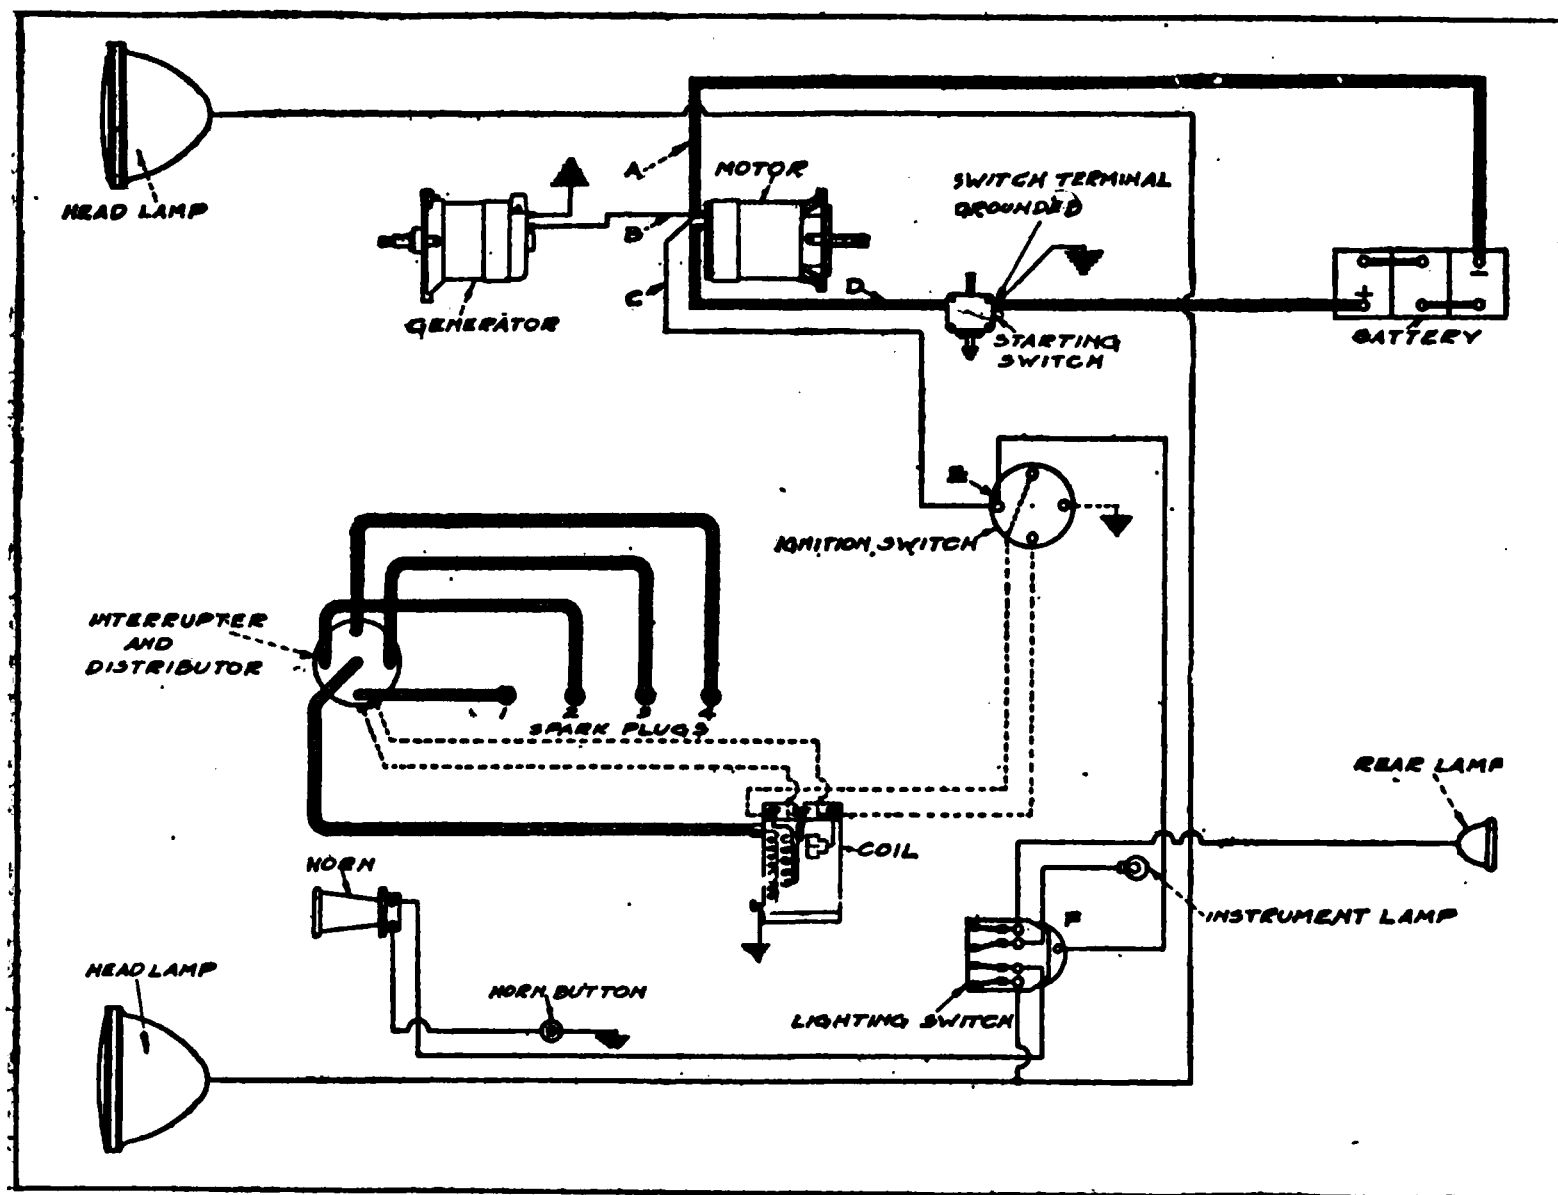 HEAD LAMP
A
MOTOR
SWITCH TERMINAL
GROUNDED
B
C
D
GENERATOR
+
−
BATTERY
STARTING
SWITCH
E
IGNITION SWITCH
INTERRUPTER
AND
DISTRIBUTOR
1 2 3 4
SPARK PLUGS
REAR LAMP
COIL
HORN
F
INSTRUMENT LAMP
HEAD LAMP
HORN BUTTON
LIGHTING SWITCH